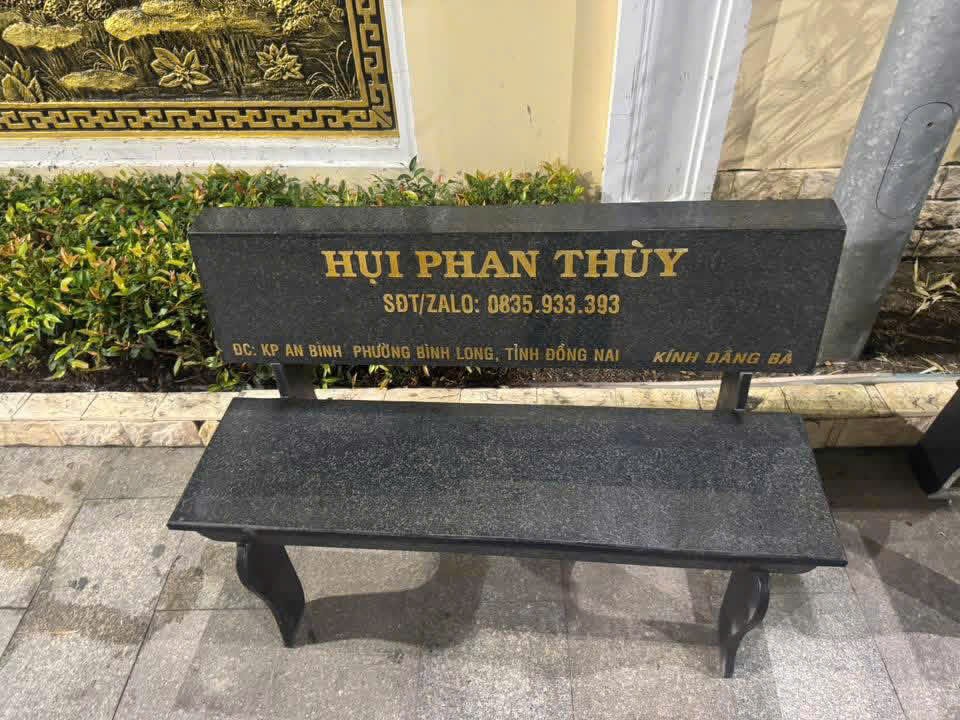 HỤI PHAN THÙY
SĐT/ZALO: 0835.933.393
ĐC: KP AN BÌNH PHƯỜNG BÌNH LONG, TỈNH ĐỒNG NAI KÍNH DÂNG BÀ